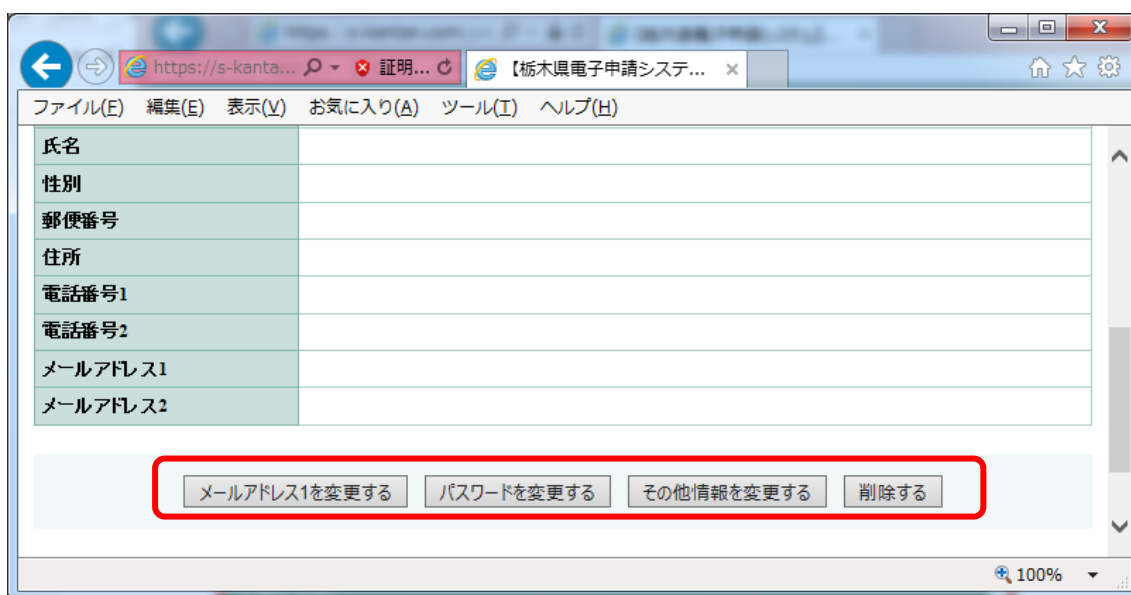 https://s-kanta... 証明... 【栃木県電子申請システ...
ファイル(F) 編集(E) 表示(V) お気に入り(A) ツール(T) ヘルプ(H)
氏名
性別
郵便番号
住所
電話番号1
電話番号2
メールアドレス1
メールアドレス2
メールアドレス1を変更する パスワードを変更する その他情報を変更する 削除する
100%